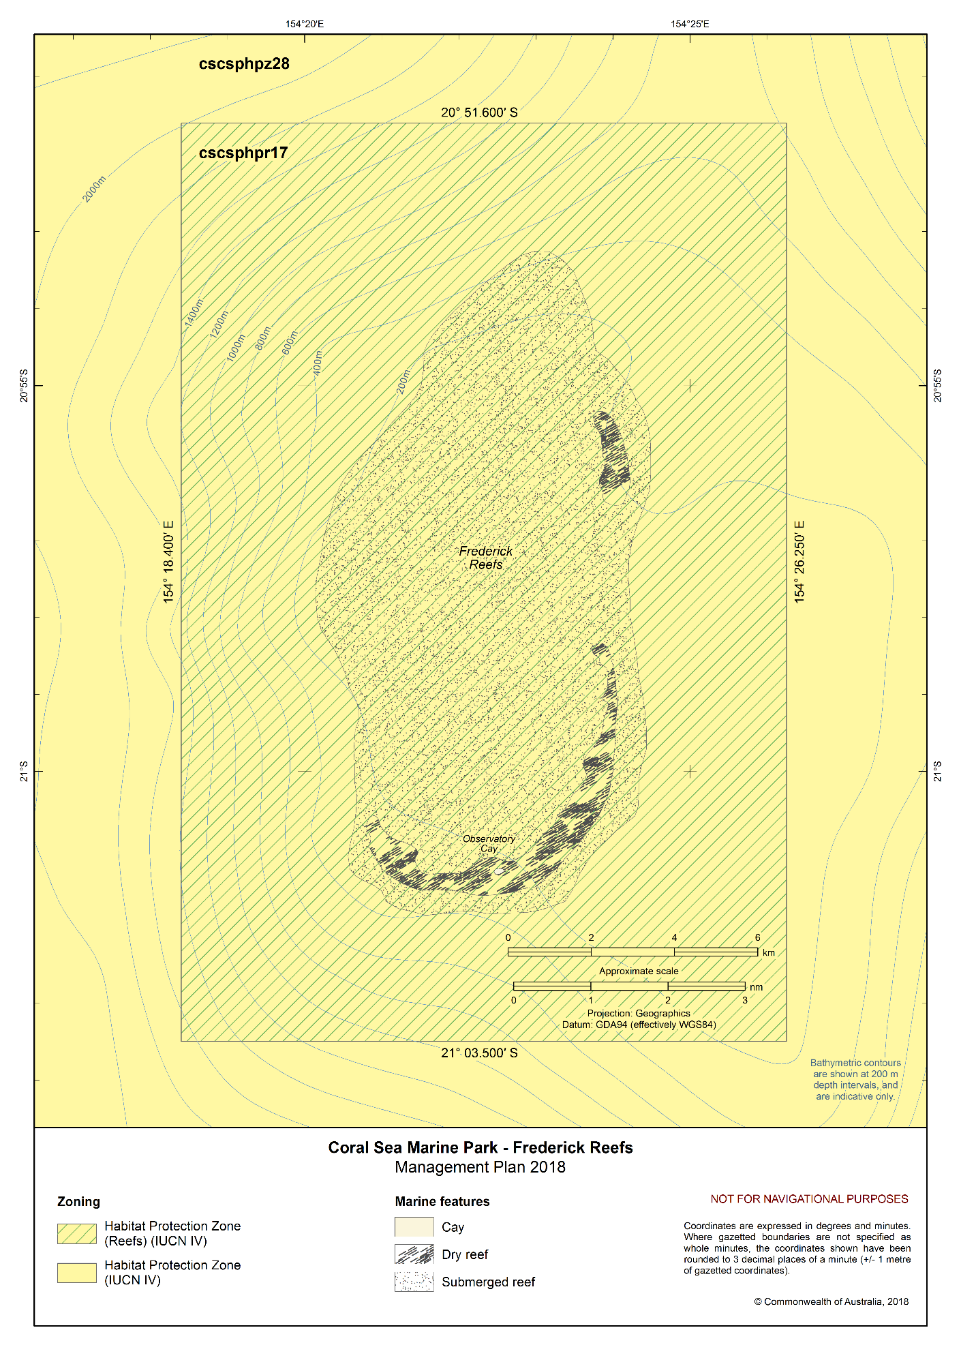 154°20'E
154°25'E
cscsphpz28
20° 51.600' S
cscsphpr17
2000m
1400m
1200m
1000m
800m
600m
400m
200m
20°55'S
20°55'S
154° 18.400' E
154° 26.250' E
Frederick
Reefs
21°S
21°S
Observatory
Cay
0 2 4 6
km
Approximate scale
nm
0 1 2 3
Projection: Geographics
Datum: GDA94 (effectively WGS84)
21° 03.500' S
Bathymetric contours
are shown at 200 m
depth intervals, and
are indicative only.
Coral Sea Marine Park - Frederick Reefs
Management Plan 2018
Zoning
Habitat Protection Zone
(Reefs) (IUCN IV)
Habitat Protection Zone
(IUCN IV)
Marine features
Cay
Dry reef
Submerged reef
NOT FOR NAVIGATIONAL PURPOSES
Coordinates are expressed in degrees and minutes.
Where gazetted boundaries are not specified as
whole minutes, the coordinates shown have been
rounded to 3 decimal places of a minute (+/- 1 metre
of gazetted coordinates).
© Commonwealth of Australia, 2018